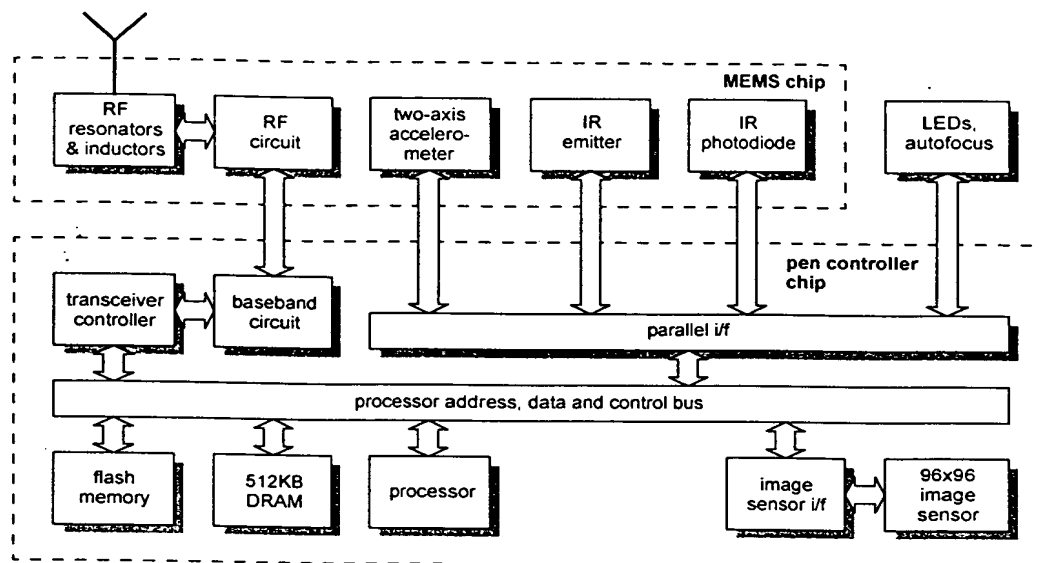 MEMS chip
RF
resonators
& inductors
RF
circuit
two-axis
accelero-
meter
IR
emitter
IR
photodiode
LEDs,
autofocus
pen controller
chip
transceiver
controller
baseband
circuit
parallel i/f
processor address, data and control bus
flash
memory
512KB
DRAM
processor
image
sensor i/f
96x96
image
sensor